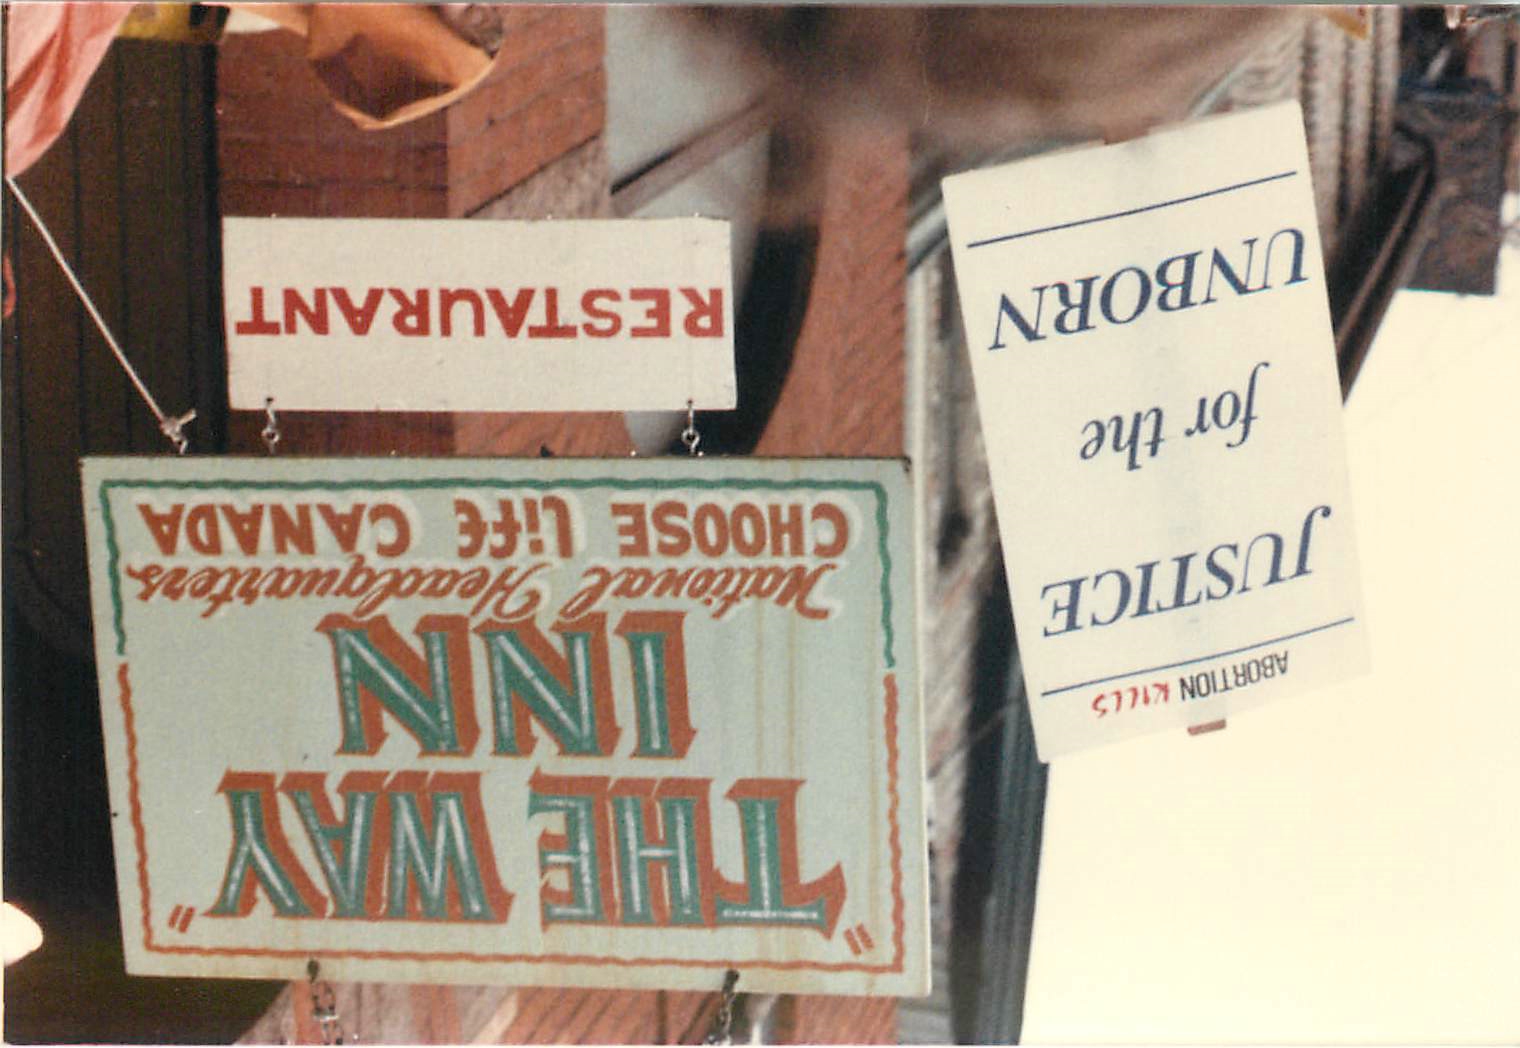 ABORTION KILLS
JUSTICE
for the
UNBORN
"THE WAY"
INN
National Headquarters
CHOOSE Life CANADA
RESTAURANT